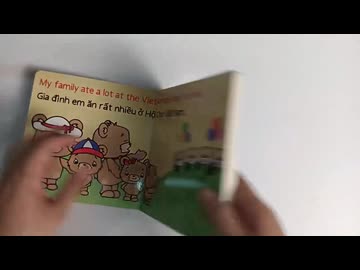 My family ate a lot at the
Gia đình em ăn rất nhiều ở